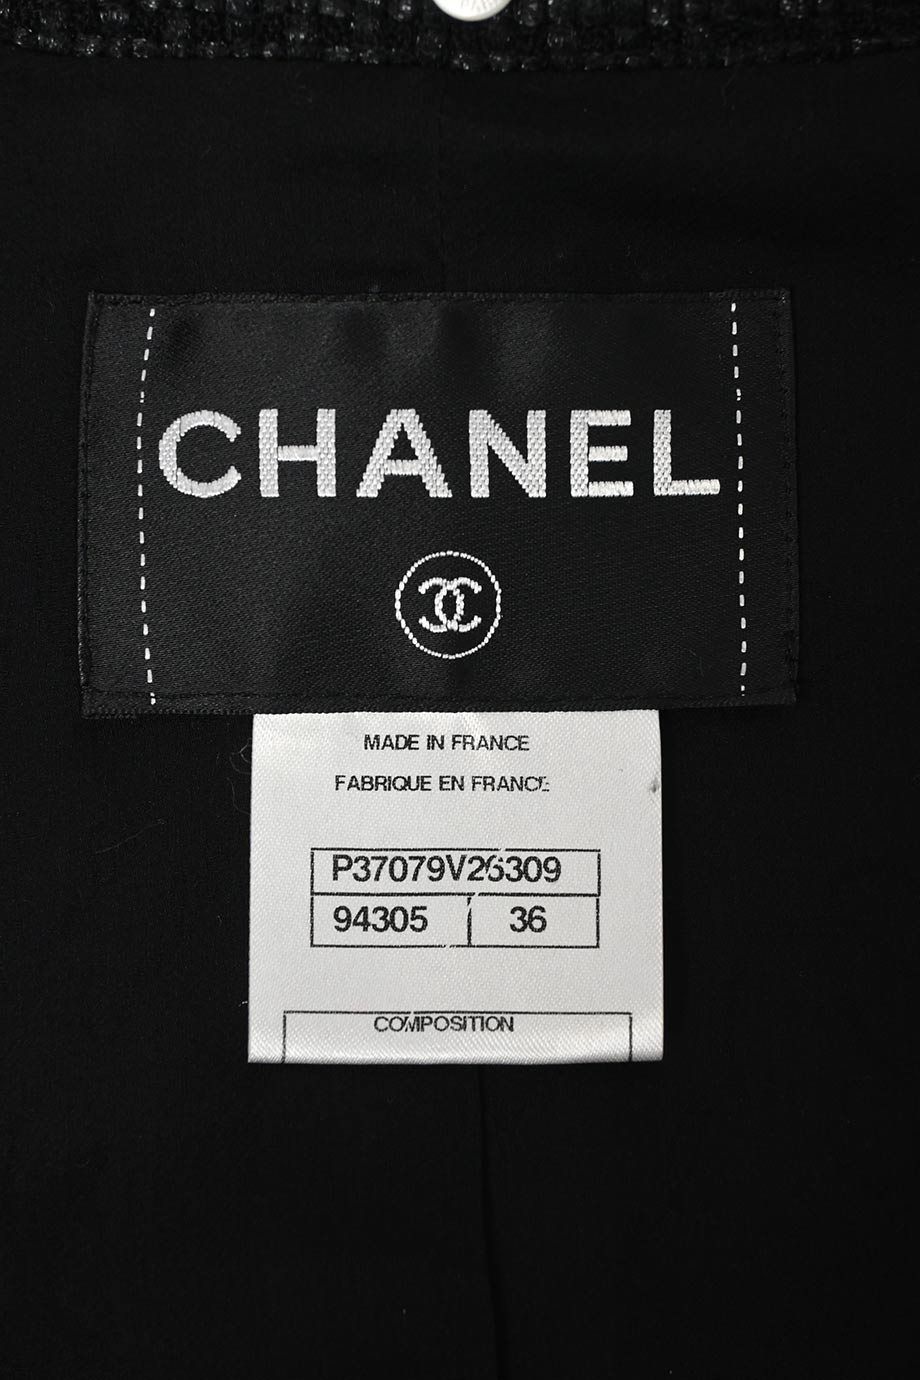 CHANEL
MADE IN FRANCE
FABRIQUE EN FRANCE
P37079V26309
94305 36
COMPOSITION